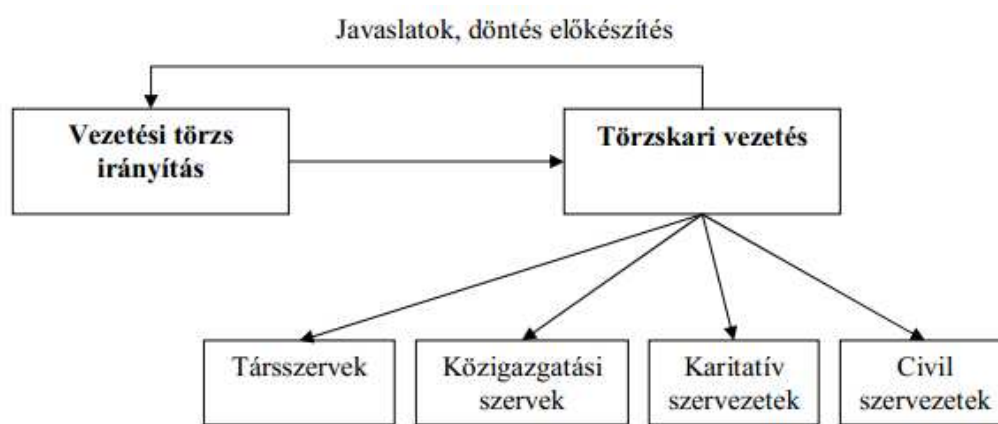 Javaslatok, döntés előkészítés
Vezetési törzs
irányítás
Törzskari vezetés
Társszervek
Közigazgatási
szervek
Karitatív
szervezetek
Civil
szervezetek